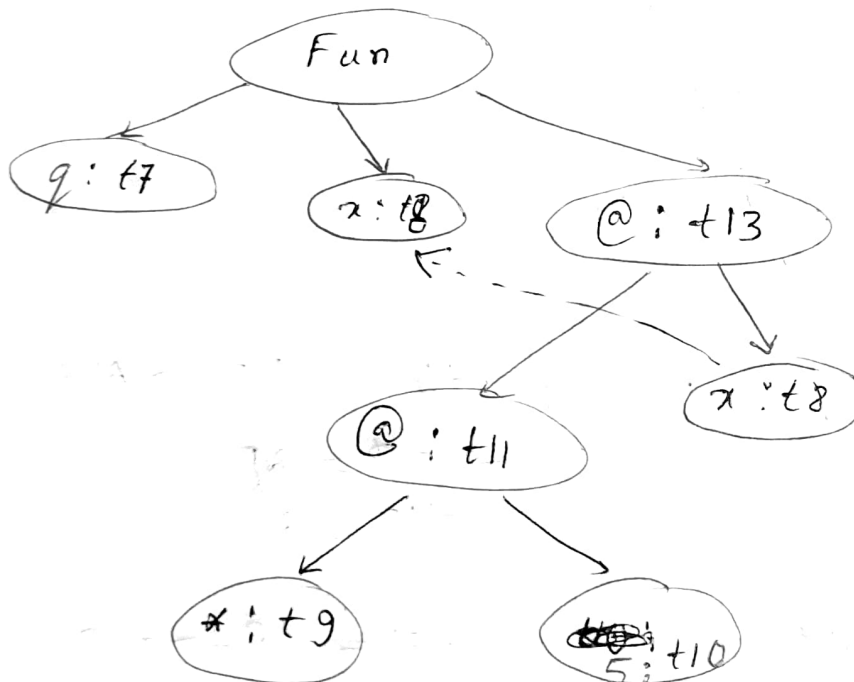 Fun
q : t7
x : t8
@ : t13
x : t8
@ : t11
* : t9
5 : t10